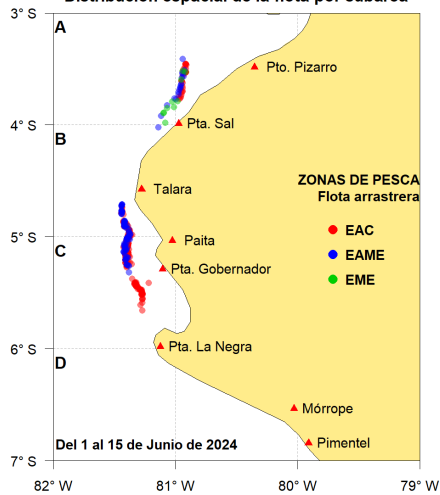 Distribución espacial de la flota por subárea
3° S
A
Pto. Pizarro
4° S
Pta. Sal
B
ZONAS DE PESCA
Talara
Flota arrastrera
EAC
5° S
Paita
C
EAME
Pta. Gobernador
EME
6° S
Pta. La Negra
D
Mórrope
Del 1 al 15 de Junio de 2024
Pimentel
7° S
82° W
81° W
80° W
79° W